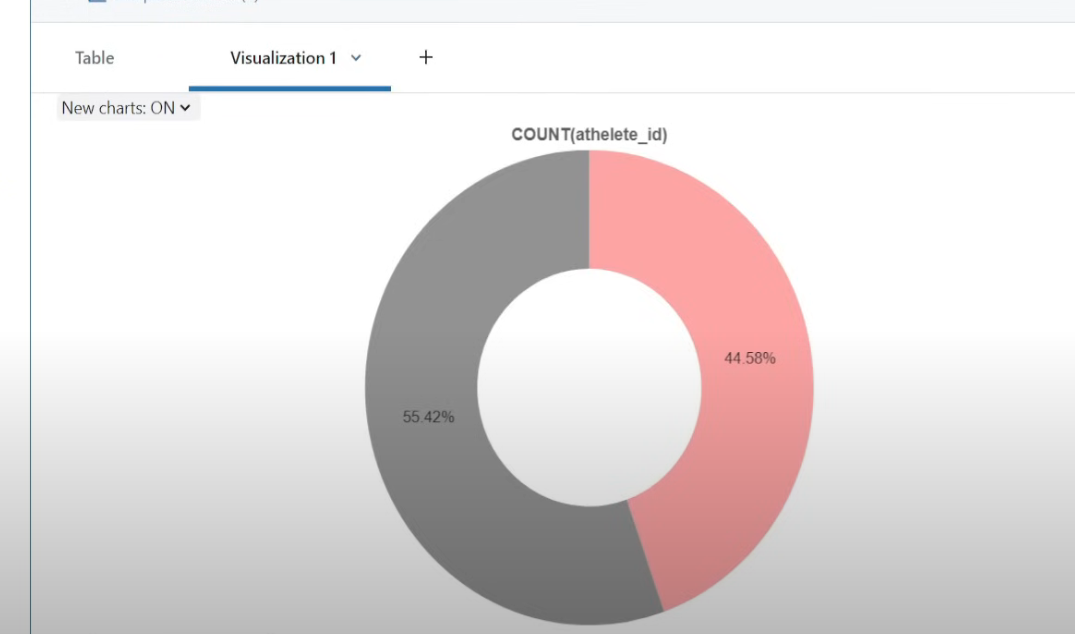 Table
Visualization 1
+
New charts: ON
COUNT(athelete_id)
44.58%
55.42%